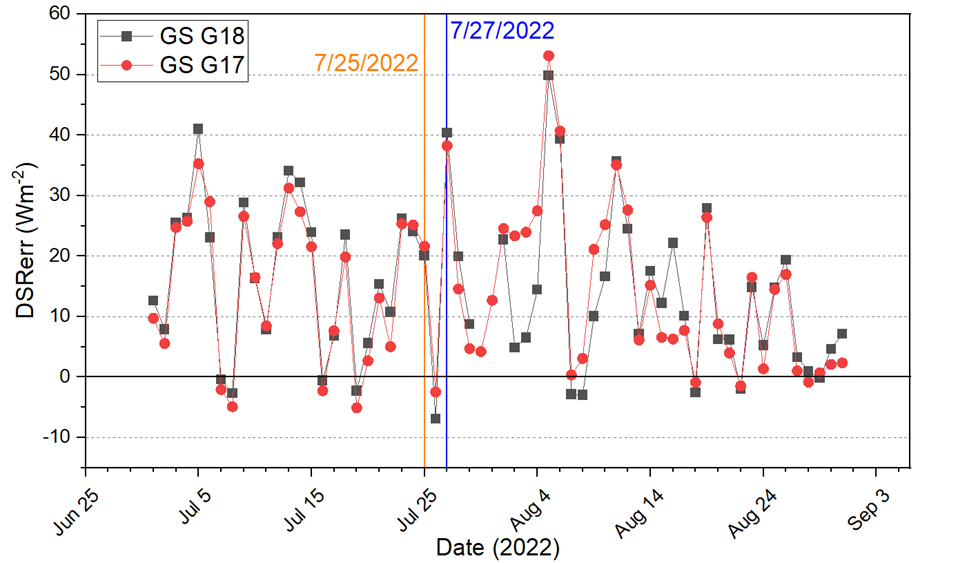 60
50
40
30
20
10
0
-10
DSRerr (Wm-2)
GS G18
GS G17
7/25/2022
7/27/2022
Jun 25
Jul 5
Jul 15
Jul 25
Aug 4
Aug 14
Aug 24
Sep 3
Date (2022)